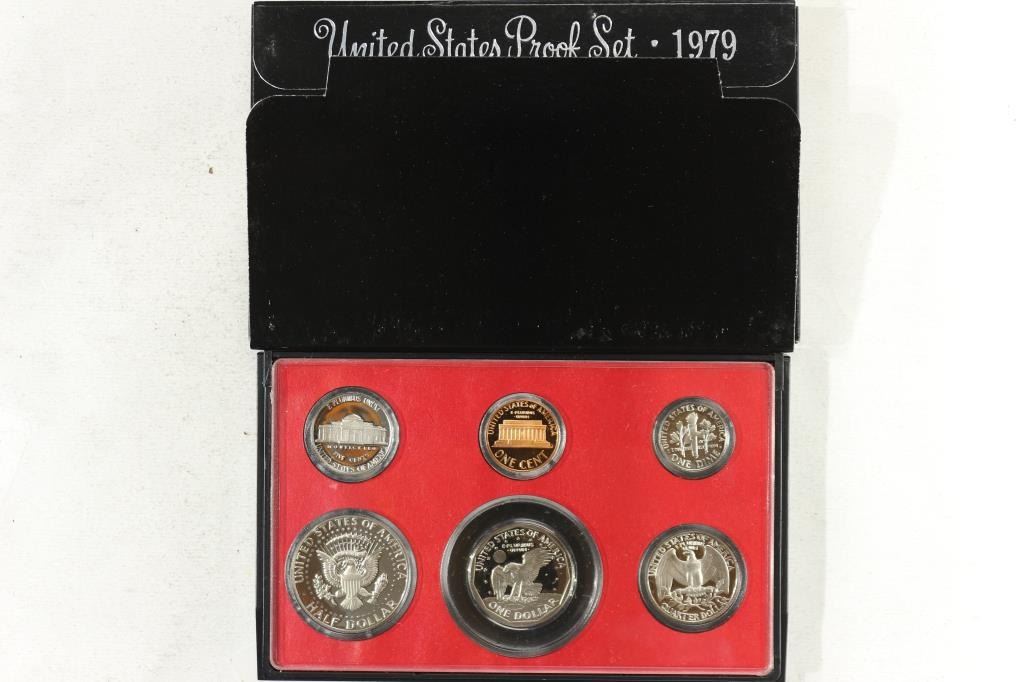 United States Proof Set · 1979
E PLURIBUS UNUM
MONTICELLO
FIVE CENTS
UNITED STATES OF AMERICA
UNITED STATES OF AMERICA
E·PLURIBUS
UNUM
ONE CENT
UNITED STATES OF AMERICA
ONE DIME
UNITED STATES OF AMERICA
HALF DOLLAR
UNITED STATES OF AMERICA
E·PLURIBUS
UNUM
ONE DOLLAR
UNITED STATES OF AMERICA
QUARTER DOLLAR